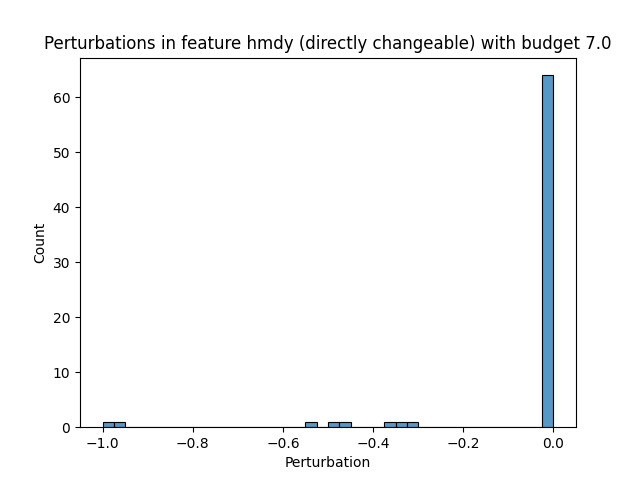 Perturbations in feature hmdy (directly changeable) with budget 7.0
60
50
40
30
20
10
0
Count
−1.0 −0.8 −0.6 −0.4 −0.2 0.0
Perturbation